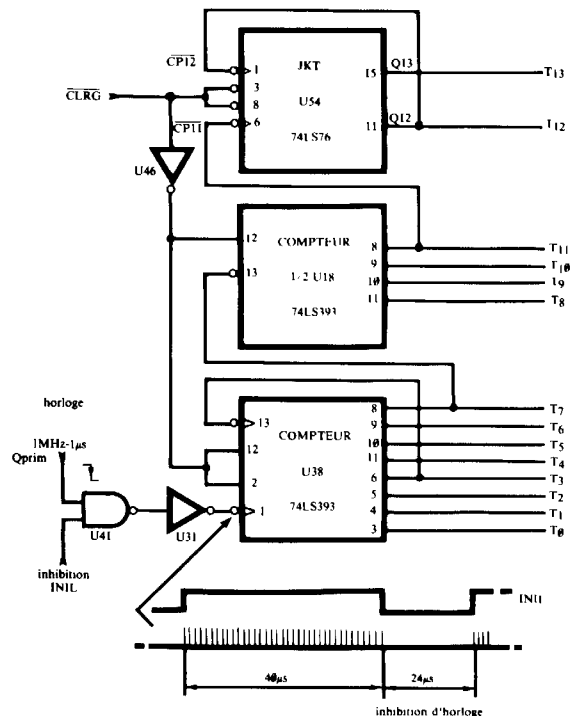 CP12
1
JKT
15
Q13
T13
3
CLRG
8
U54
CP11
6
74LS76
11
Q12
T12
U46
12
COMPTEUR
8
T11
13
9
T10
1/2 U18
10
T9
74LS393
11
T8
horloge
8
T7
13
9
T6
1MHz-1µs
12
COMPTEUR
10
T5
Qprim
11
T4
U38
6
T3
2
5
T2
74LS393
4
T1
U41
U31
1
3
T0
inhibition
INIL
INIL
40µs
24µs
inhibition d'horloge